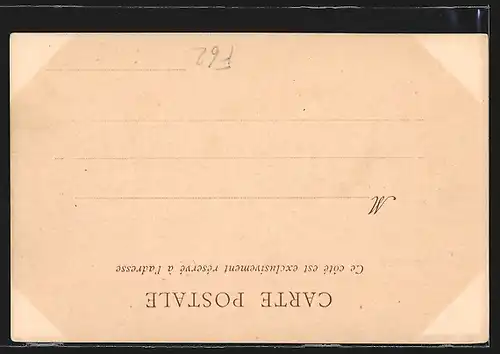 CARTE POSTALE
Ce côté est exclusivement réservé à l'adresse
M
F62